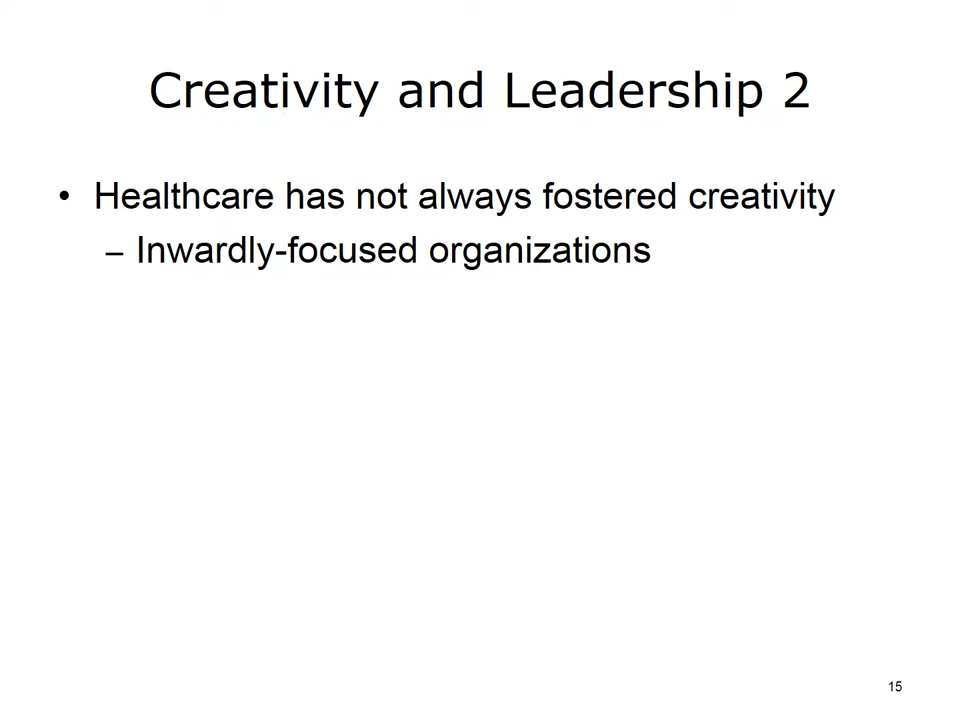 Creativity and Leadership 2
• Healthcare has not always fostered creativity
– Inwardly-focused organizations
15